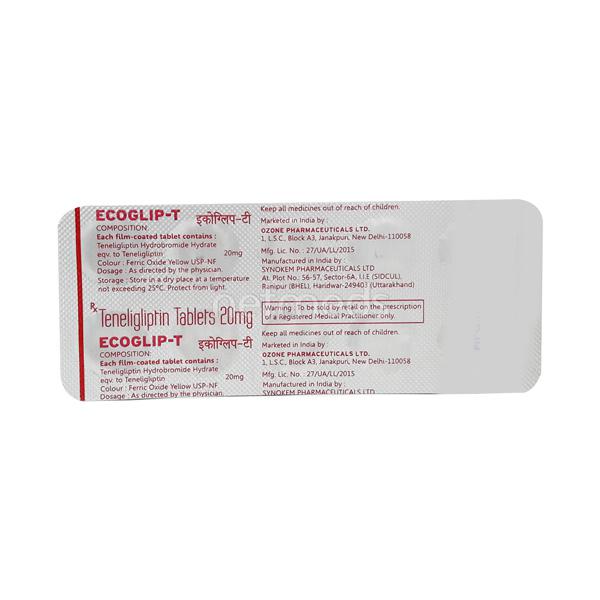 ECOGLIP-T इकोग्लिप-टी
COMPOSITION:
Each film-coated tablet contains :
Teneligliptin Hydrobromide Hydrate
eqv. to Teneligliptin 20mg
Colour : Ferric Oxide Yellow USP-NF
Dosage : As directed by the physician.
Storage : Store in a dry place at a temperature
not exceeding 25°C. Protect from light.
Rx Teneligliptin Tablets 20mg
ECOGLIP-T इकोग्लिप-टी
COMPOSITION:
Each film-coated tablet contains :
Teneligliptin Hydrobromide Hydrate
eqv. to Teneligliptin 20mg
Colour : Ferric Oxide Yellow USP-NF
Dosage : As directed by the physician.
Keep all medicines out of reach of children.
Marketed in India by :
OZONE PHARMACEUTICALS LTD.
1, L.S.C., Block A3, Janakpuri, New Delhi-110058
Mfg. Lic. No. : 27/UA/LL/2015
Manufactured in India by :
SYNOKEM PHARMACEUTICALS LTD
At. Plot No.: 56-57, Sector-6A, I.I.E (SIDCUL),
Ranipur (BHEL), Haridwar-249403 (Uttarakhand)
netmeds
Warning : To be sold by retail on the prescription
of a Registered Medical Practitioner only.
Keep all medicines out of reach of children.
Marketed in India by :
OZONE PHARMACEUTICALS LTD.
1, L.S.C., Block A3, Janakpuri, New Delhi-110058
Mfg. Lic. No. : 27/UA/LL/2015
Manufactured in India by :
SYNOKEM PHARMACEUTICALS LTD